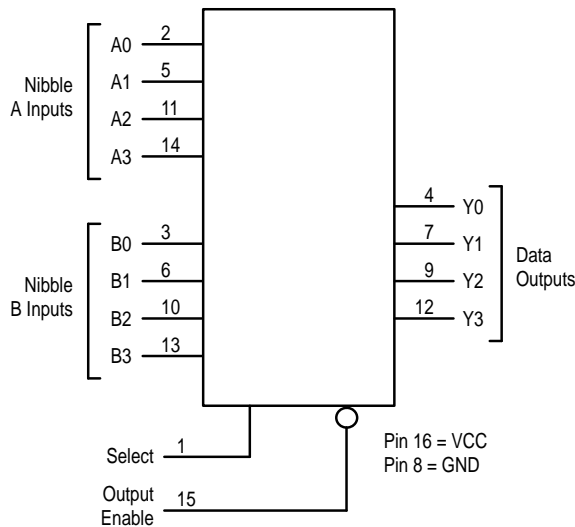 Nibble
A Inputs
A0 2
A1 5
A2 11
A3 14
Nibble
B Inputs
B0 3
B1 6
B2 10
B3 13
4 Y0
7 Y1
9 Y2
12 Y3
Data
Outputs
Select 1
Output
Enable
15
Pin 16 = VCC
Pin 8 = GND